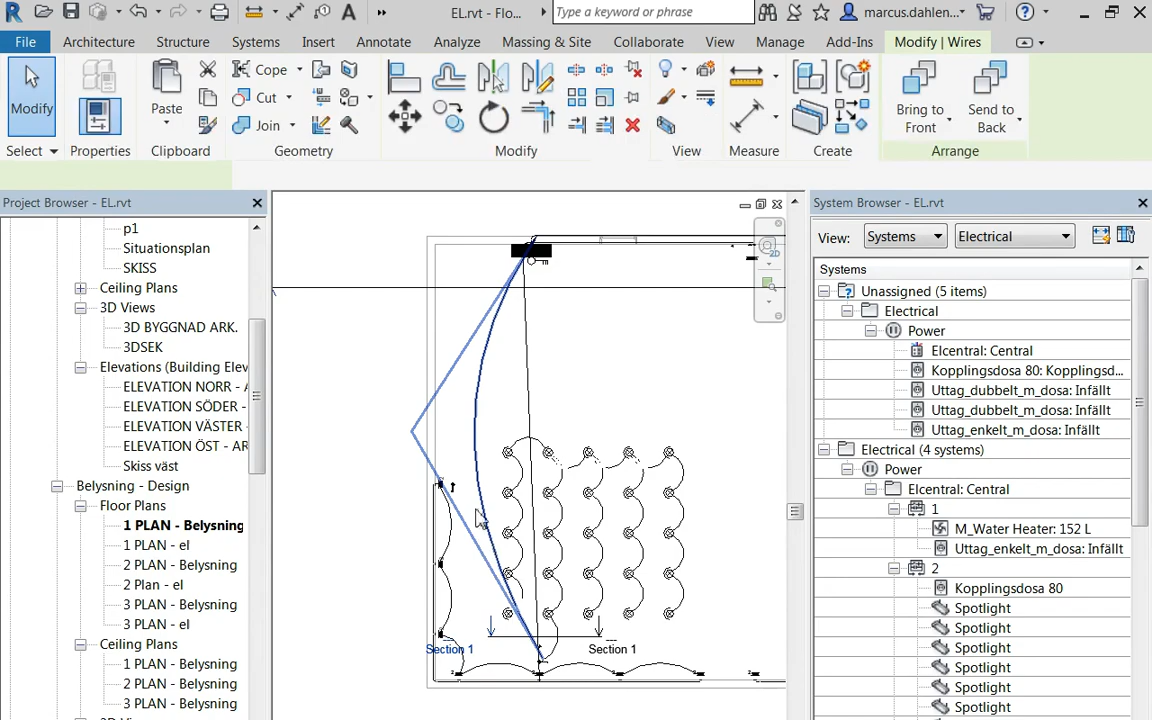 EL.rvt - Flo...
Type a keyword or phrase
marcus.dahlen...
File
Architecture
Structure
Systems
Insert
Annotate
Analyze
Massing & Site
Collaborate
View
Manage
Add-Ins
Modify | Wires
Modify
Paste
Cope
Cut
Join
Bring to
Front
Send to
Back
Select
Properties
Clipboard
Geometry
Modify
View
Measure
Create
Arrange
Project Browser - EL.rvt
p1
Situationplan
SKISS
Ceiling Plans
3D Views
3D BYGGNAD ARK.
3DSEK
Elevations (Building Elev
ELEVATION NORR - A
ELEVATION SÖDER -
ELEVATION VÄSTER -
ELEVATION ÖST - AR
Skiss väst
Belysning - Design
Floor Plans
1 PLAN - Belysning
1 PLAN - el
2 PLAN - Belysning
2 Plan - el
3 PLAN - Belysning
3 PLAN - el
Ceiling Plans
1 PLAN - Belysning
2 PLAN - Belysning
3 PLAN - Belysning
2D
Section 1
Section 1
System Browser - EL.rvt
View:
Systems
Electrical
Systems
Unassigned (5 items)
Electrical
Power
Elcentral: Central
Kopplingsdosa 80: Kopplingsd...
Uttag_dubbelt_m_dosa: Infällt
Uttag_dubbelt_m_dosa: Infällt
Uttag_enkelt_m_dosa: Infällt
Electrical (4 systems)
Power
Elcentral: Central
1
M_Water Heater: 152 L
Uttag_enkelt_m_dosa: Infällt
2
Kopplingsdosa 80
Spotlight
Spotlight
Spotlight
Spotlight
Spotlight
Spotlight